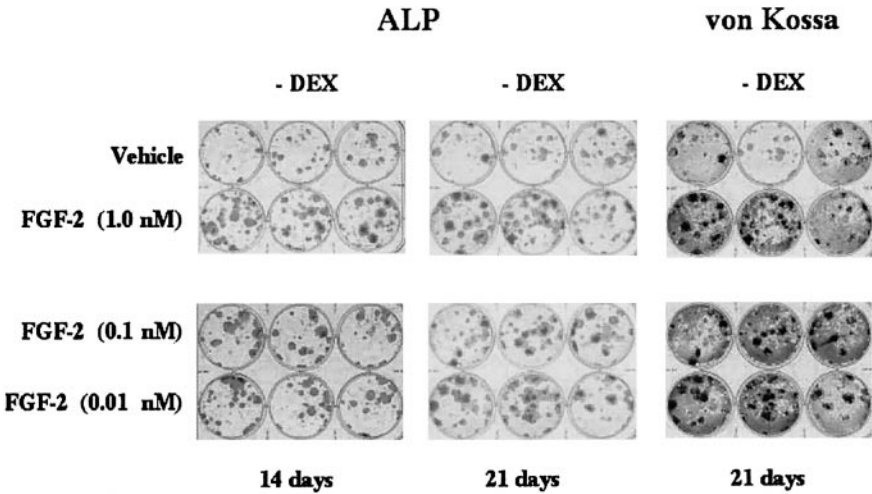 ALP von Kossa
- DEX - DEX - DEX
Vehicle
FGF-2 (1.0 nM)
FGF-2 (0.1 nM)
FGF-2 (0.01 nM)
14 days 21 days 21 days